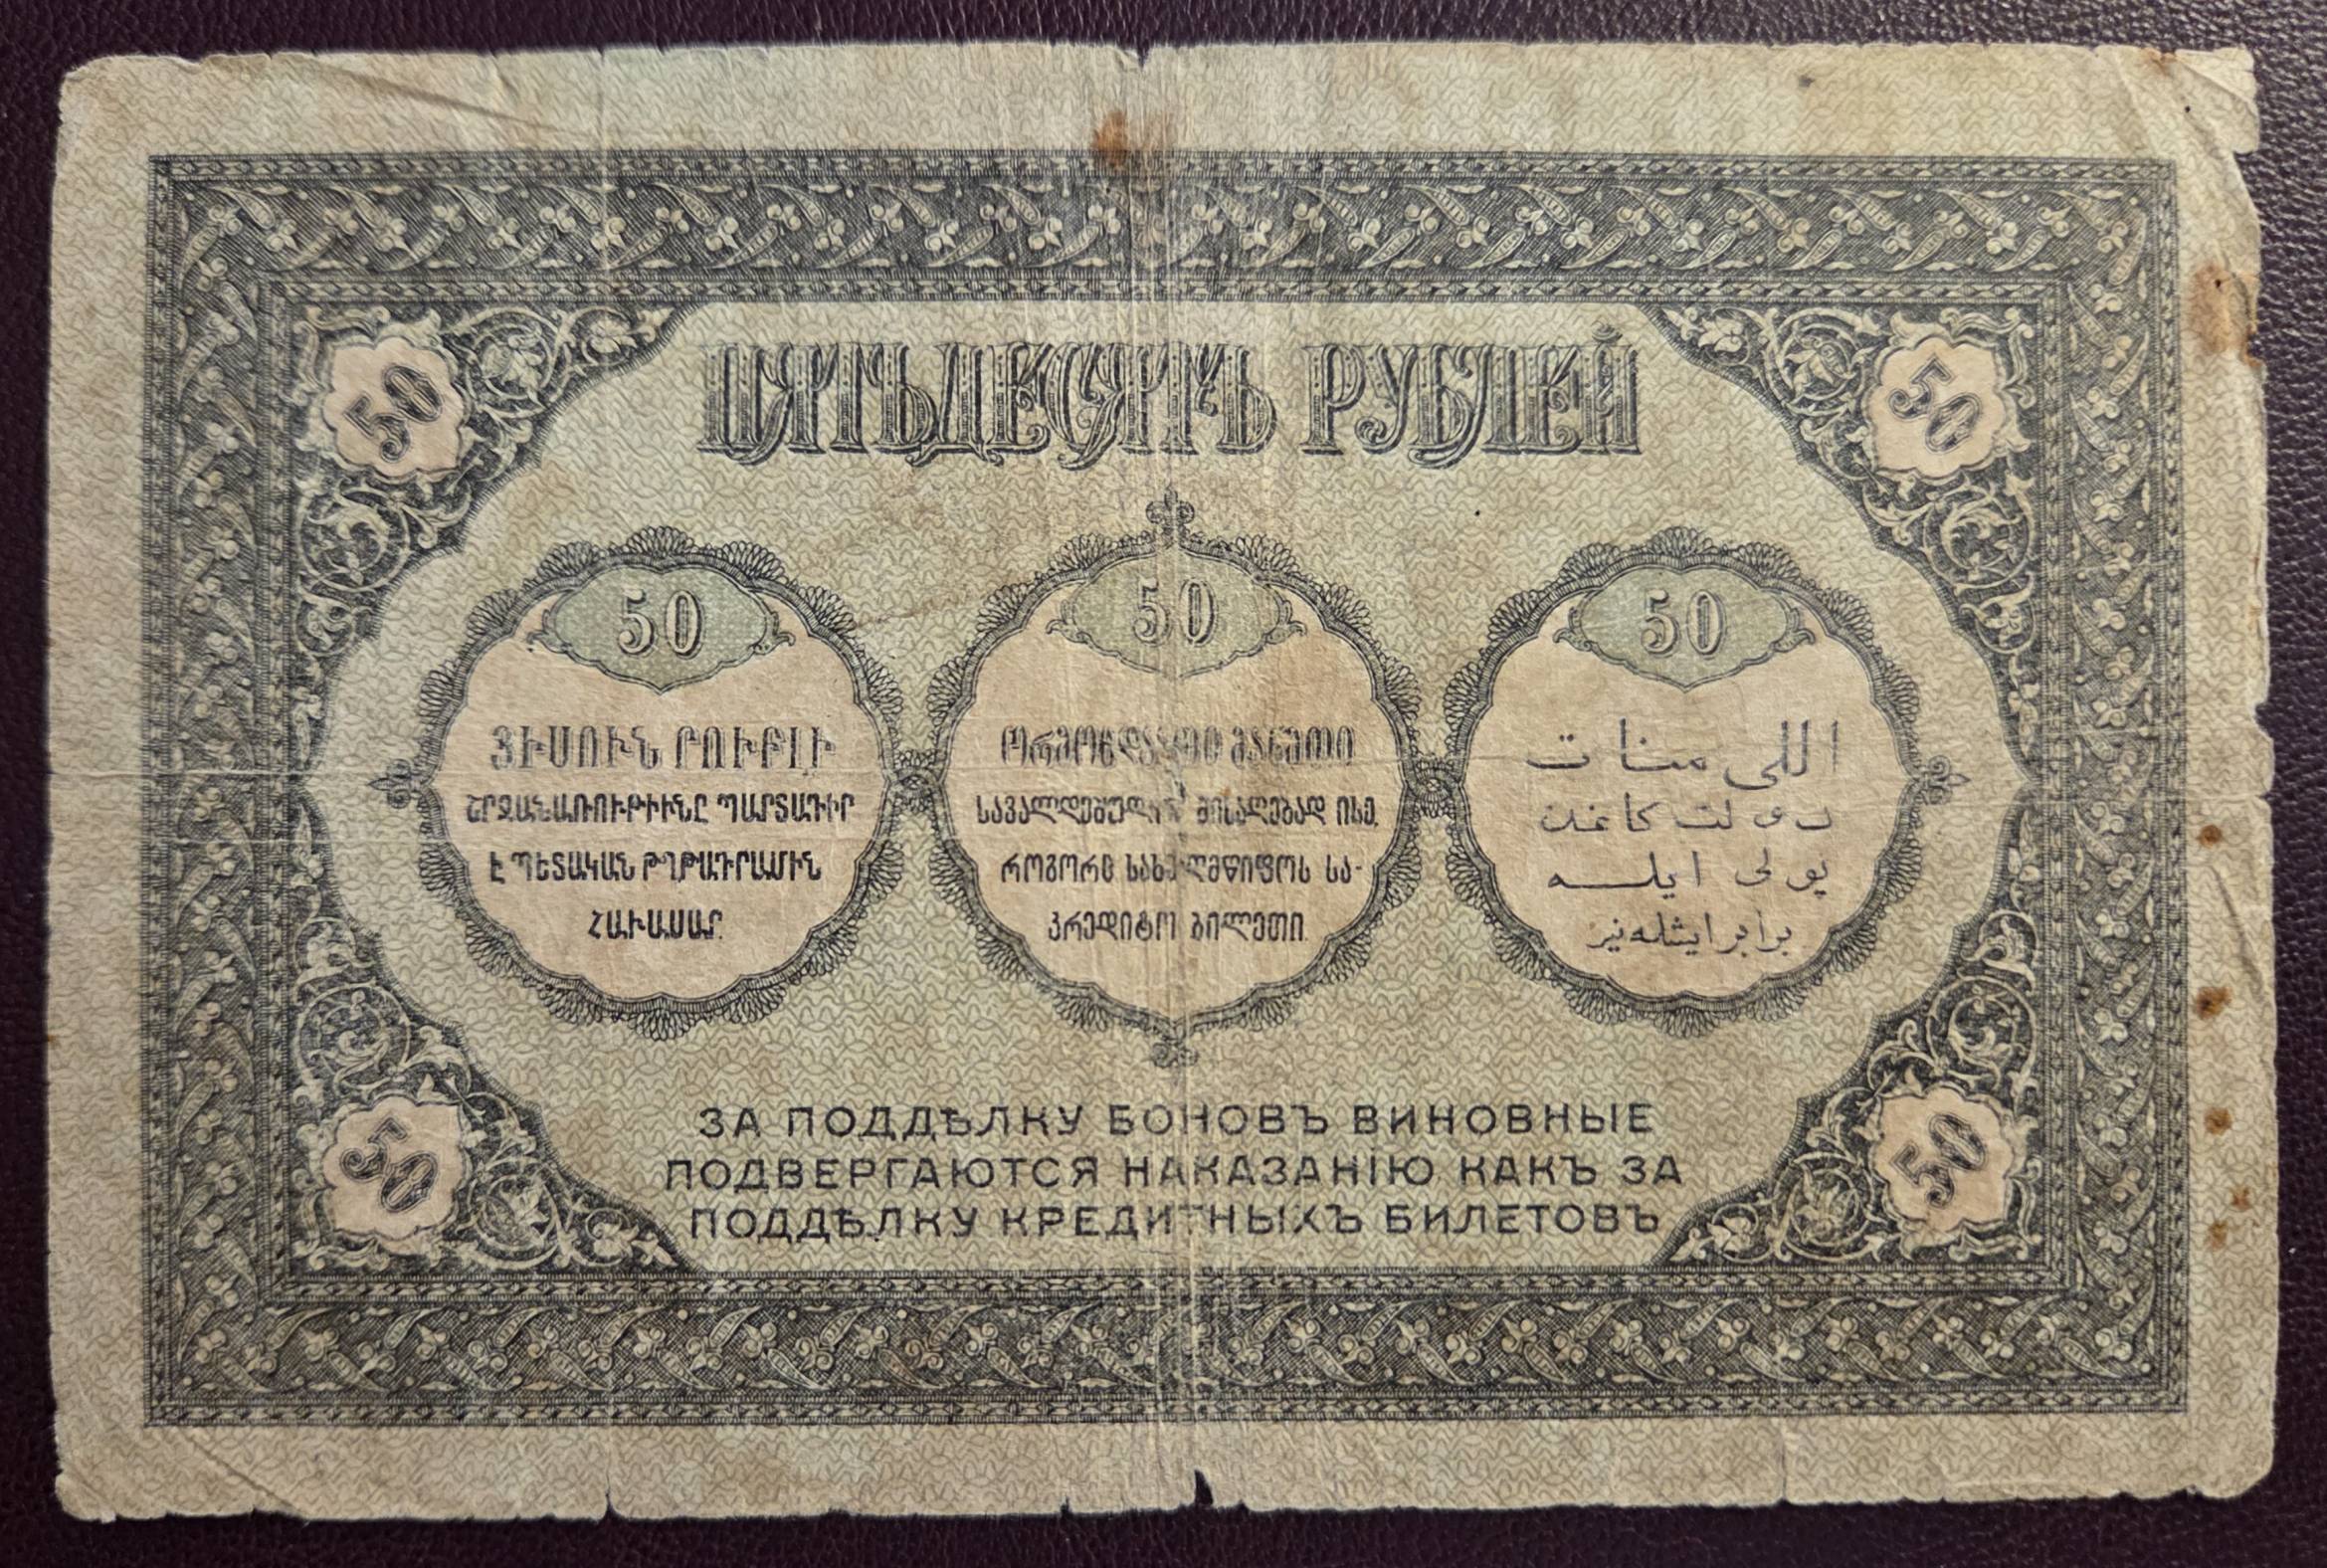 ПЯТЬДЕСЯТЪ РУБЛЕЙ
50
50
50
50
50
ՅԻՍՈՒՆ ՐՈՒԲԼԻ
ՇՐՋԱՆԱՌՈՒԹԻՒՆԸ ՊԱՐՏԱԴԻՐ
Է ՊԵՏԱԿԱՆ ԹՂԹԱԴՐԱՄԻՆ
ՀԱՒԱՍԱՐ.
50
ორმოცდაათი მანეთი
სავალდებულოა მისაღებად ისე,
როგორც სახელმწიფოს სა-
კრედიტო ბილეთი.
50
اللی منات
دولت کاغذ
پولی ایله
برابر ایشله‌نیر
ЗА ПОДДѢЛКУ БОНОВЪ ВИНОВНЫЕ
ПОДВЕРГАЮТСЯ НАКАЗАНІЮ КАКЪ ЗА
ПОДДѢЛКУ КРЕДИТНЫХЪ БИЛЕТОВЪ